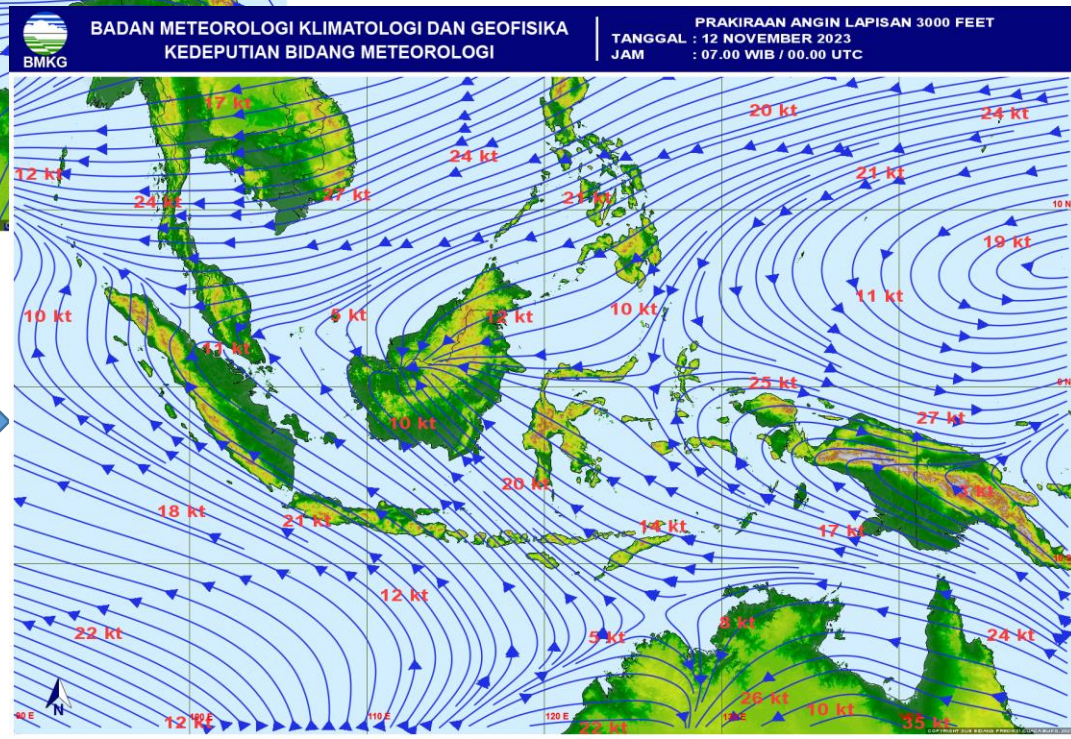 BMKG
BADAN METEOROLOGI KLIMATOLOGI DAN GEOFISIKA
KEDEPUTIAN BIDANG METEOROLOGI
PRAKIRAAN ANGIN LAPISAN 3000 FEET
TANGGAL : 12 NOVEMBER 2023
JAM : 07.00 WIB / 00.00 UTC
17 kt
20 kt
24 kt
24 kt
12 kt
21 kt
24 kt
27 kt
21 kt
10 N
19 kt
11 kt
10 kt
5 kt
12 kt
10 kt
11 kt
0 N
25 kt
27 kt
10 kt
20 kt
18 kt
21 kt
14 kt
17 kt
12 kt
22 kt
5 kt
8 kt
24 kt
26 kt
10 kt
N
110 E
120 E
12 kt
22 kt
35 kt